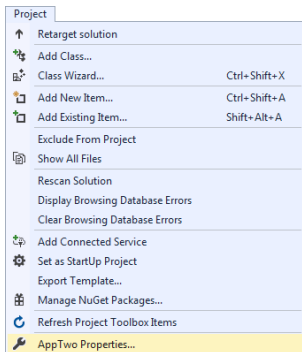 Project
Retarget solution
Add Class...
Class Wizard... Ctrl+Shift+X
Add New Item... Ctrl+Shift+A
Add Existing Item... Shift+Alt+A
Exclude From Project
Show All Files
Rescan Solution
Display Browsing Database Errors
Clear Browsing Database Errors
Add Connected Service
Set as StartUp Project
Export Template...
Manage NuGet Packages...
Refresh Project Toolbox Items
AppTwo Properties...